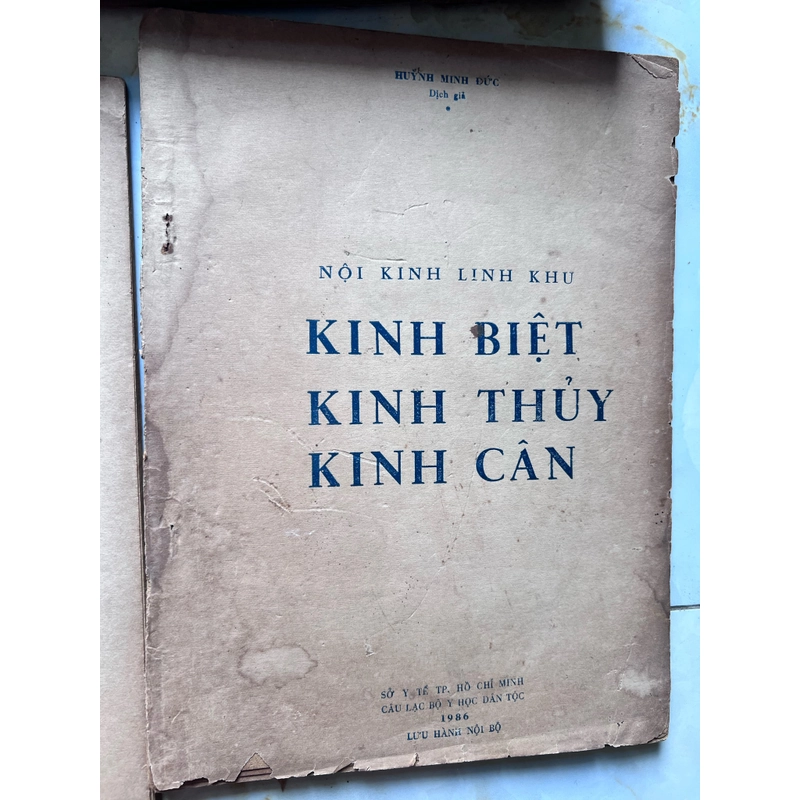 HUỲNH MINH ĐỨC
Dịch giả
*
NỘI KINH LINH KHU
KINH BIỆT
KINH THỦY
KINH CÂN
SỞ Y TẾ TP. HỒ CHÍ MINH
CÂU LẠC BỘ Y HỌC DÂN TỘC
1986
LƯU HÀNH NỘI BỘ